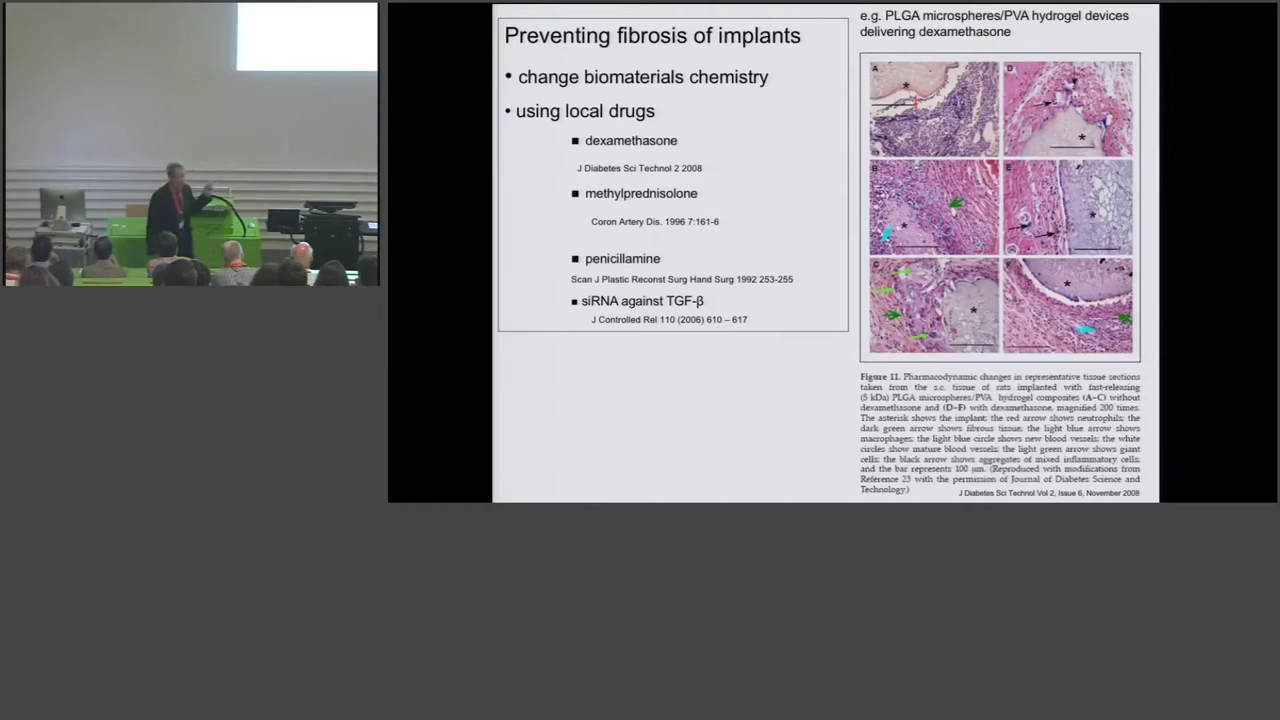 Preventing fibrosis of implants
• change biomaterials chemistry
• using local drugs
■ dexamethasone
J Diabetes Sci Technol 2 2008
■ methylprednisolone
Coron Artery Dis. 1996 7:161-6
■ penicillamine
Scan J Plastic Reconst Surg Hand Surg 1992 253-255
■ siRNA against TGF-β
J Controlled Rel 110 (2006) 610 – 617
e.g. PLGA microspheres/PVA hydrogel devices
delivering dexamethasone
A
D
B
E
C
Figure 11. Pharmacodynamic changes in representative tissue sections
taken from the s.c. tissue of rats implanted with fast-releasing
(5 kDa) PLGA microspheres/PVA hydrogel composites (A–C) without
dexamethasone and (D–F) with dexamethasone, magnified 200 times.
The asterisk shows the implant; the red arrow shows neutrophils; the
dark green arrow shows fibrous tissue; the light blue arrow shows
macrophages; the light blue circle shows new blood vessels; the white
circles show mature blood vessels; the light green arrow shows giant
cells; the black arrow shows aggregates of mixed inflammatory cells;
and the bar represents 100 μm. (Reproduced with modifications from
Reference 23 with the permission of Journal of Diabetes Science and
Technology.)
J Diabetes Sci Technol Vol 2, Issue 6, November 2008